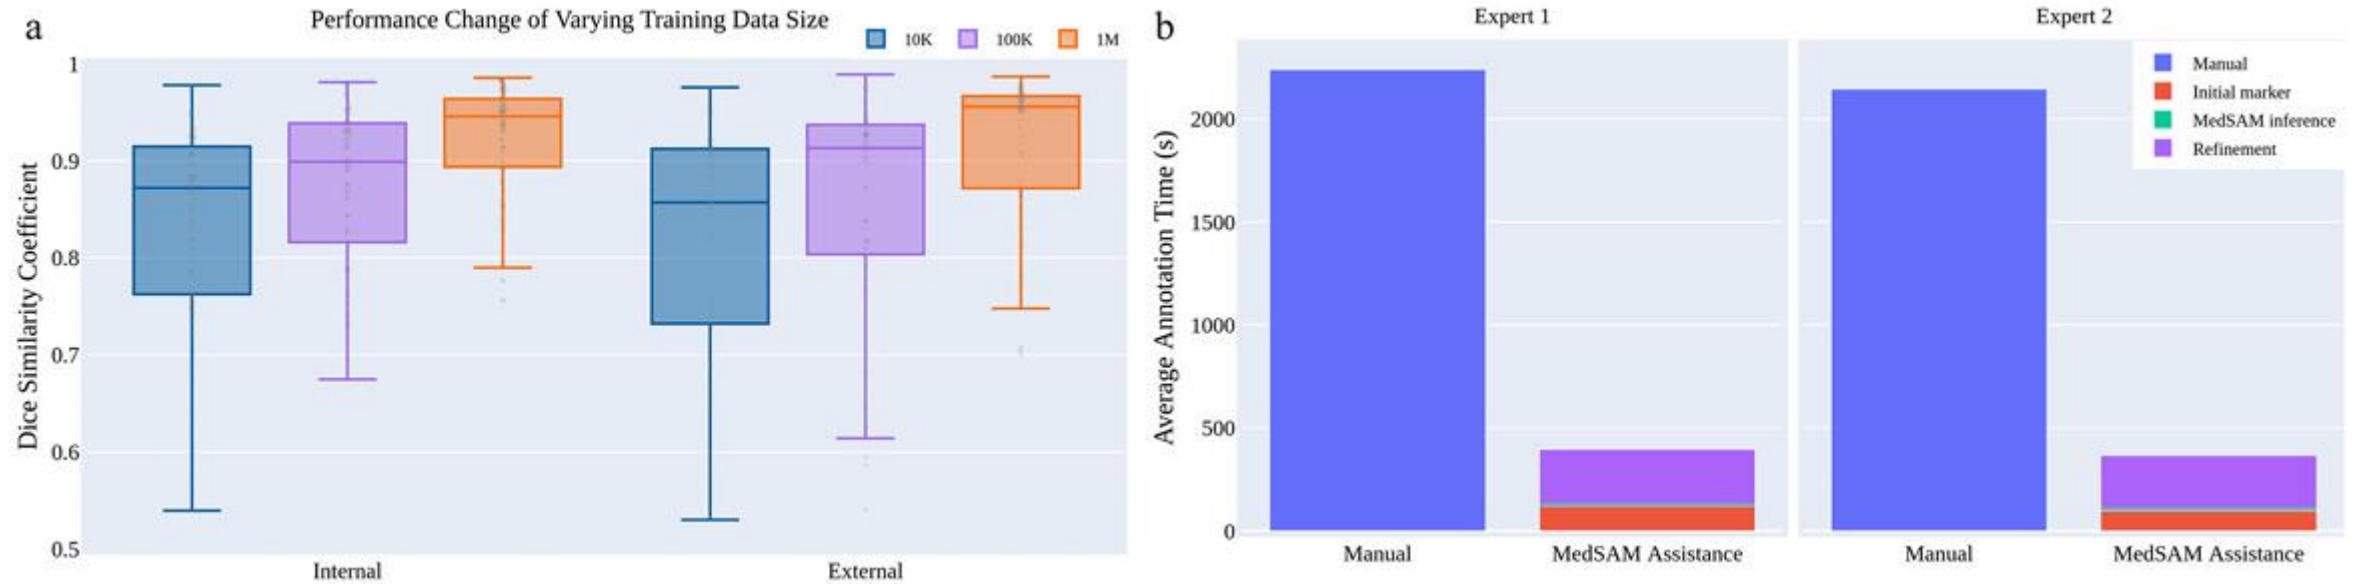 a
Performance Change of Varying Training Data Size
10K 100K 1M
Dice Similarity Coefficient
1
0.9
0.8
0.7
0.6
0.5
Internal External
b
Expert 1 Expert 2
Manual
Initial marker
MedSAM inference
Refinement
Average Annotation Time (s)
2000
1500
1000
500
0
Manual MedSAM Assistance Manual MedSAM Assistance